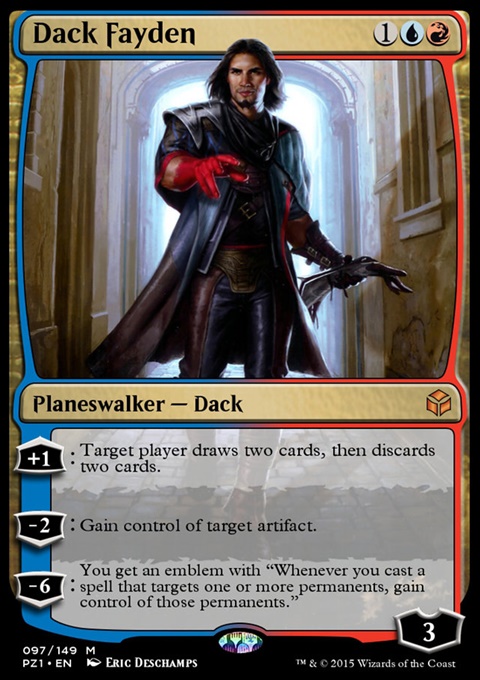 Dack Fayden
1
Planeswalker — Dack
+1 : Target player draws two cards, then discards
two cards.
-2 : Gain control of target artifact.
-6 : You get an emblem with “Whenever you cast a
spell that targets one or more permanents, gain
control of those permanents.”
3
097/149 M
PZ1 • EN Eric Deschamps
™ & © 2015 Wizards of the Coast